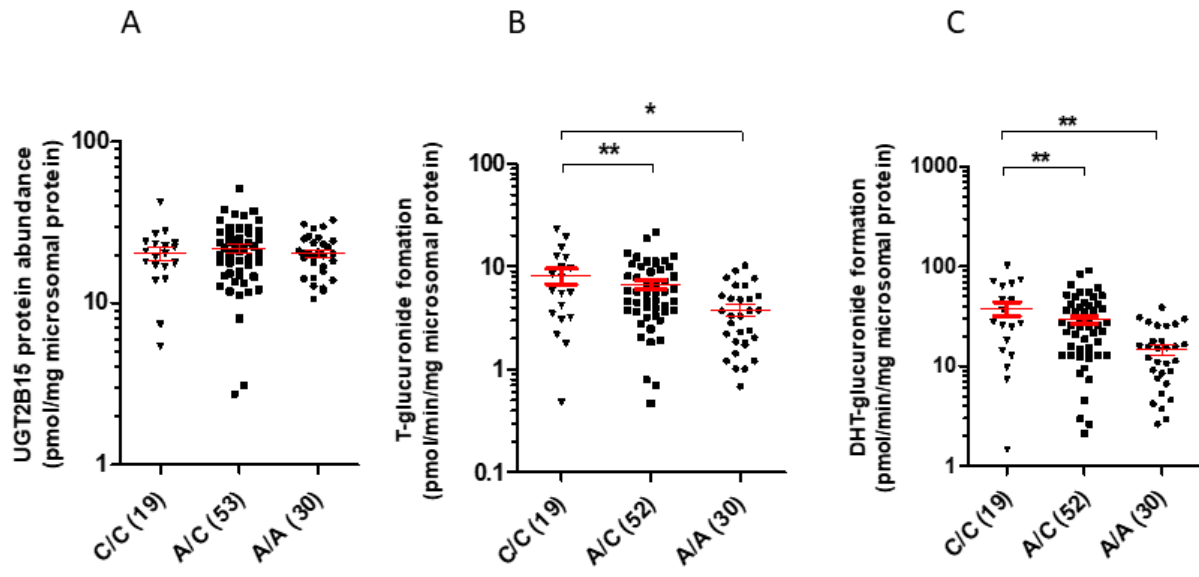 A
B
C
UGT2B15 protein abundance
(pmol/mg microsomal protein)
100
10
1
C/C (19)
A/C (53)
A/A (30)
T-glucuronide fomation
(pmol/min/mg microsomal protein)
*
**
100
10
1
0.1
C/C (19)
A/C (52)
A/A (30)
DHT-glucuronide formation
(pmol/min/mg microsomal protein)
**
**
1000
100
10
1
C/C (19)
A/C (52)
A/A (30)